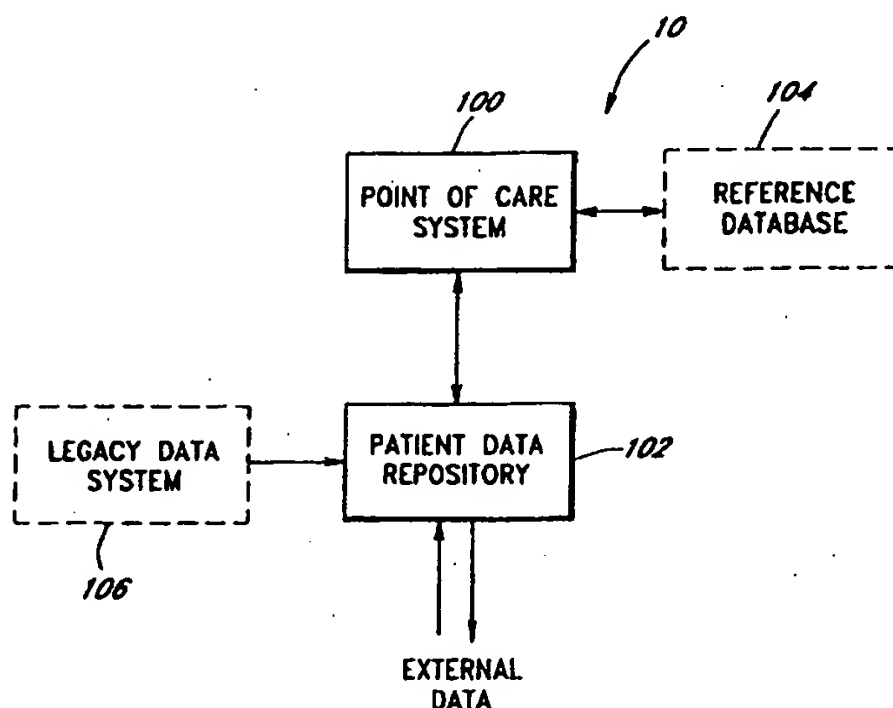 10
100
104
POINT OF CARE
SYSTEM
REFERENCE
DATABASE
LEGACY DATA
SYSTEM
PATIENT DATA
REPOSITORY
102
106
EXTERNAL
DATA